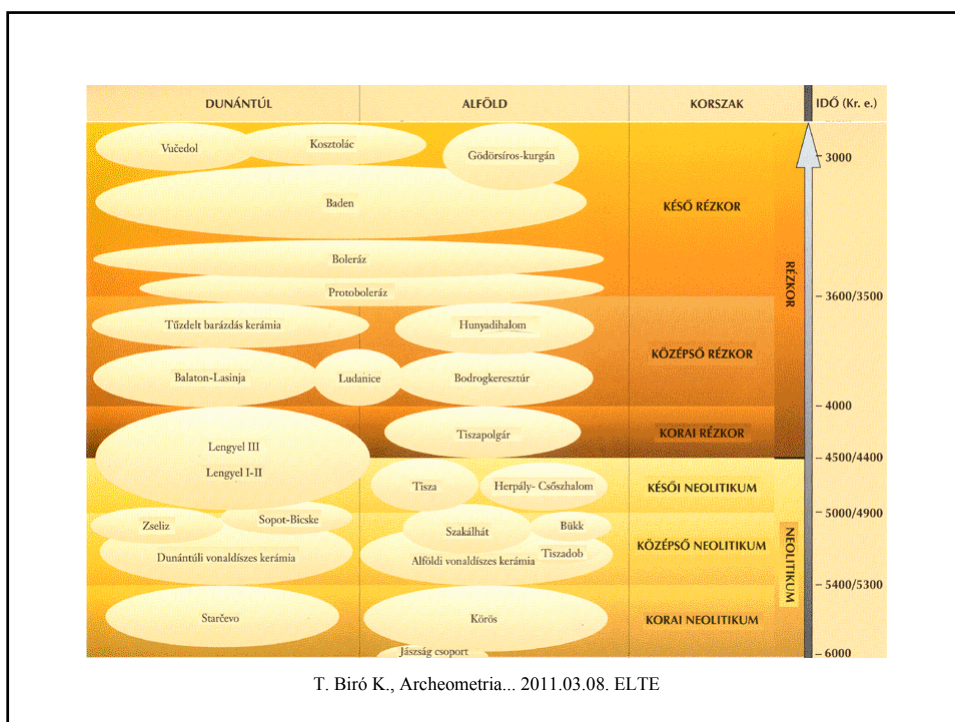 DUNÁNTÚL ALFÖLD KORSZAK IDŐ (Kr. e.)
Vučedol Kosztolác Gödörsíros-kurgán 3000
Baden KÉSŐ RÉZKOR
Boleráz RÉZKOR
Protoboleráz 3600/3500
Tűzdelt barázdás kerámia Hunyadihalom
KÖZÉPSŐ RÉZKOR
Balaton-Lasinja Ludanice Bodrogkeresztúr
4000
Tiszapolgár KORAI RÉZKOR
Lengyel III 4500/4400
Lengyel I-II Tisza Herpály- Csőszhalom KÉSŐI NEOLITIKUM
5000/4900
Zseliz Sopot-Bicske Szakálhát Bükk
KÖZÉPSŐ NEOLITIKUM NEOLITIKUM
Dunántúli vonaldíszes kerámia Alföldi vonaldíszes kerámia Tiszadob
5400/5300
Starčevo Körös KORAI NEOLITIKUM
Jászság csoport 6000
T. Biró K., Archeometria... 2011.03.08. ELTE